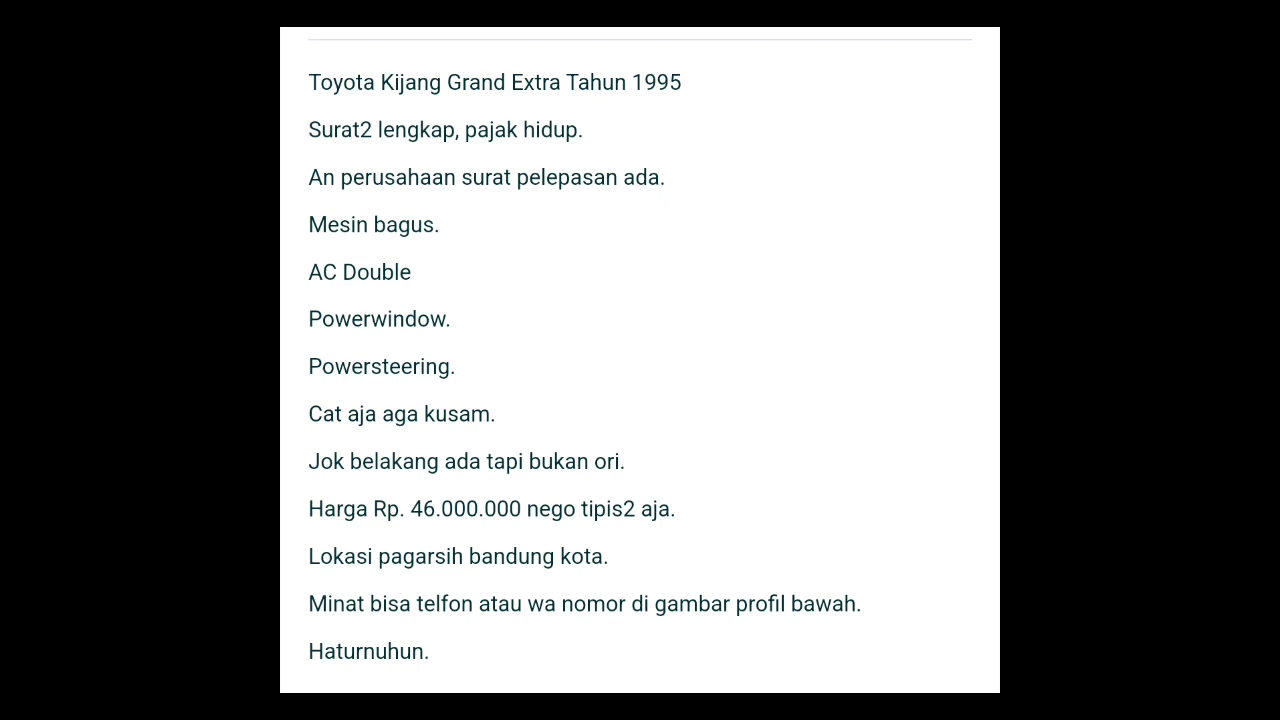 Toyota Kijang Grand Extra Tahun 1995
Surat2 lengkap, pajak hidup.
An perusahaan surat pelepasan ada.
Mesin bagus.
AC Double
Powerwindow.
Powersteering.
Cat aja aga kusam.
Jok belakang ada tapi bukan ori.
Harga Rp. 46.000.000 nego tipis2 aja.
Lokasi pagarsih bandung kota.
Minat bisa telfon atau wa nomor di gambar profil bawah.
Haturnuhun.